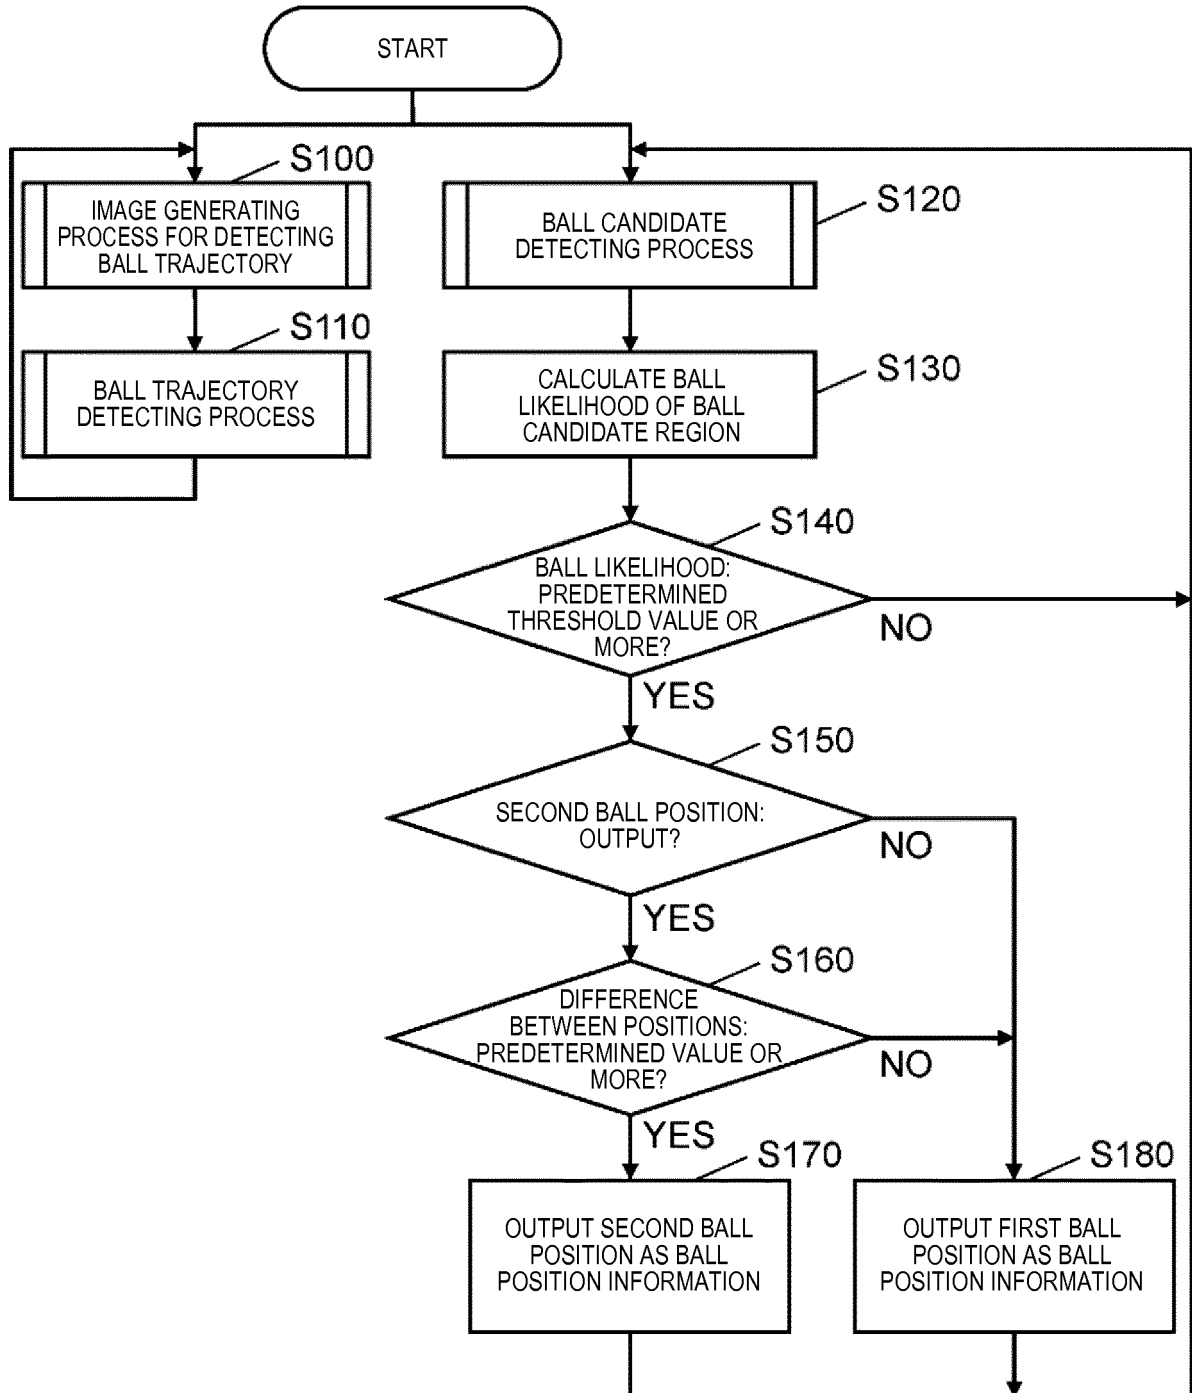 START
S100
IMAGE GENERATING
PROCESS FOR DETECTING
BALL TRAJECTORY
S110
BALL TRAJECTORY
DETECTING PROCESS
S120
BALL CANDIDATE
DETECTING PROCESS
S130
CALCULATE BALL
LIKELIHOOD OF BALL
CANDIDATE REGION
S140
BALL LIKELIHOOD:
PREDETERMINED
THRESHOLD VALUE OR
MORE?
NO
YES
S150
SECOND BALL POSITION:
OUTPUT?
NO
YES
S160
DIFFERENCE
BETWEEN POSITIONS:
PREDETERMINED VALUE OR
MORE?
NO
YES
S170
OUTPUT SECOND BALL
POSITION AS BALL
POSITION INFORMATION
S180
OUTPUT FIRST BALL
POSITION AS BALL
POSITION INFORMATION